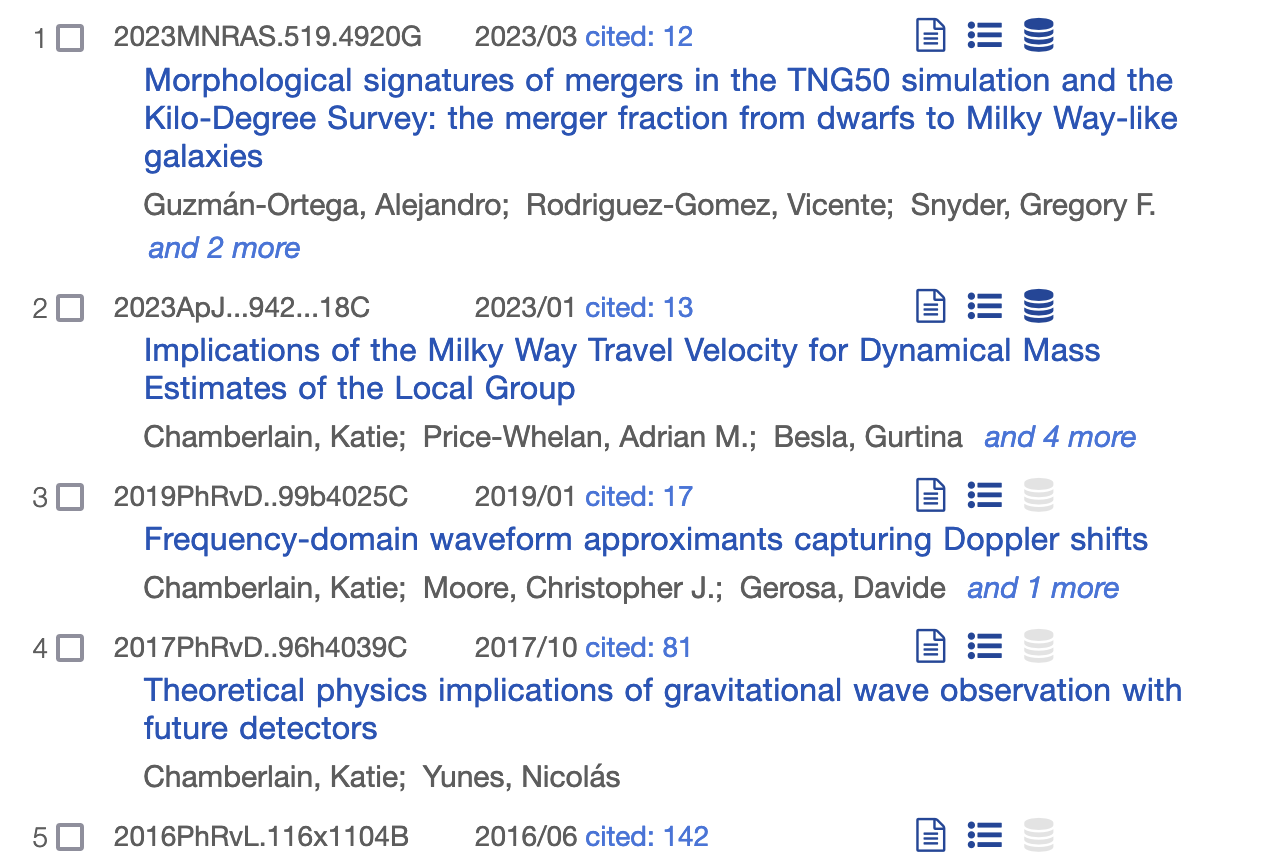 1 2023MNRAS.519.4920G 2023/03 cited: 12
Morphological signatures of mergers in the TNG50 simulation and the
Kilo-Degree Survey: the merger fraction from dwarfs to Milky Way-like
galaxies
Guzmán-Ortega, Alejandro; Rodriguez-Gomez, Vicente; Snyder, Gregory F.
and 2 more
2 2023ApJ...942...18C 2023/01 cited: 13
Implications of the Milky Way Travel Velocity for Dynamical Mass
Estimates of the Local Group
Chamberlain, Katie; Price-Whelan, Adrian M.; Besla, Gurtina and 4 more
3 2019PhRvD..99b4025C 2019/01 cited: 17
Frequency-domain waveform approximants capturing Doppler shifts
Chamberlain, Katie; Moore, Christopher J.; Gerosa, Davide and 1 more
4 2017PhRvD..96h4039C 2017/10 cited: 81
Theoretical physics implications of gravitational wave observation with
future detectors
Chamberlain, Katie; Yunes, Nicolás
5 2016PhRvL.116x1104B 2016/06 cited: 142